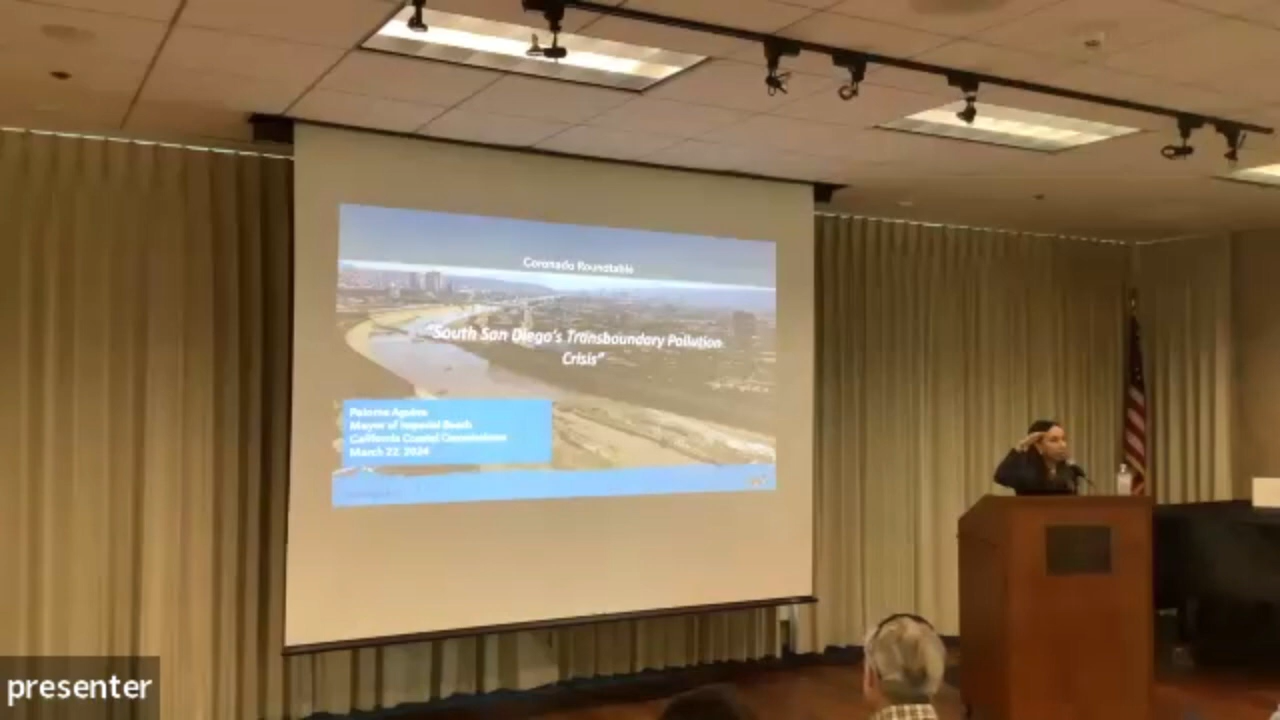 Coronado Roundtable
"South San Diego's Transboundary Pollution
Crisis"
Paloma Aguirre
Mayor of Imperial Beach
California Coastal Commissioner
March 22, 2024
presenter